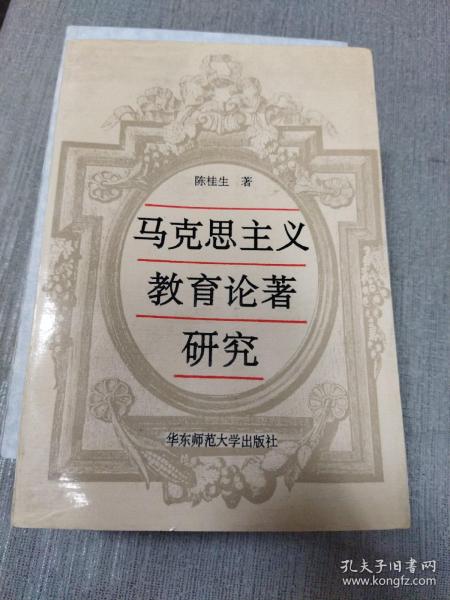 陈桂生 著
马克思主义
教育论著
研究
华东师范大学出版社
孔夫子旧书网
www.kongfz.com